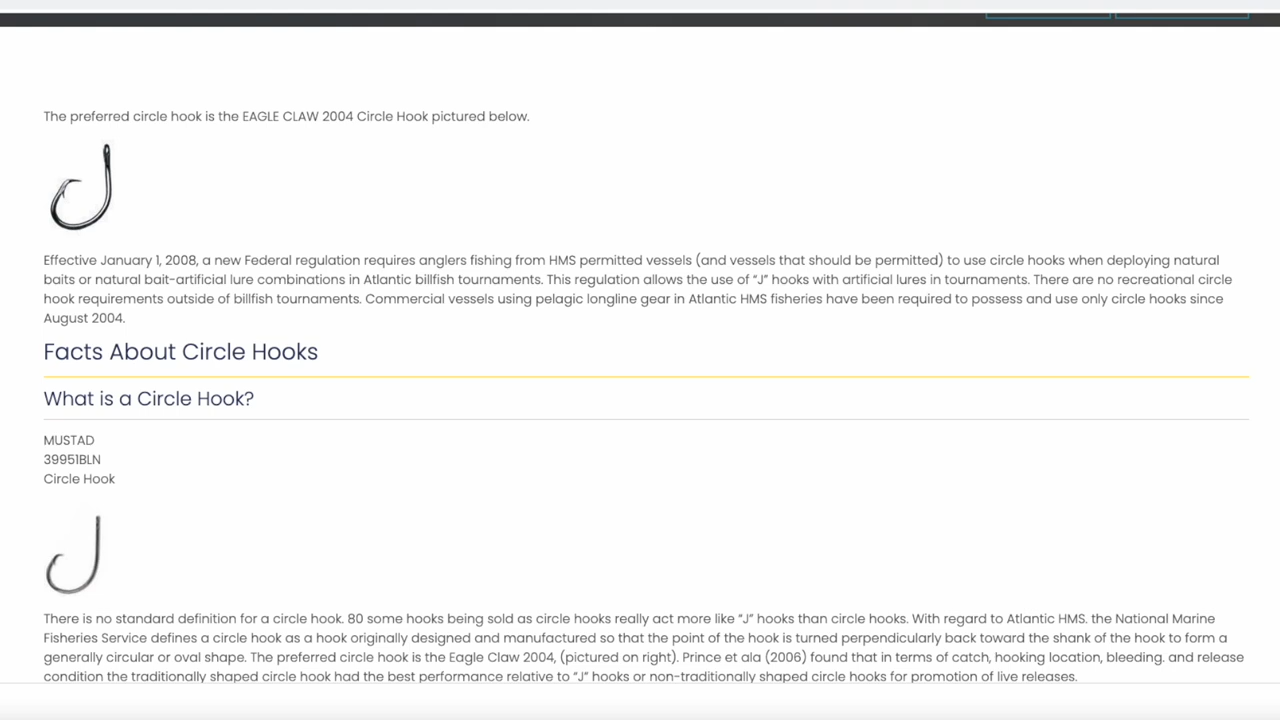 The preferred circle hook is the EAGLE CLAW 2004 Circle Hook pictured below.
Effective January 1, 2008, a new Federal regulation requires anglers fishing from HMS permitted vessels (and vessels that should be permitted) to use circle hooks when deploying natural
baits or natural bait-artificial lure combinations in Atlantic billfish tournaments. This regulation allows the use of “J” hooks with artificial lures in tournaments. There are no recreational circle
hook requirements outside of billfish tournaments. Commercial vessels using pelagic longline gear in Atlantic HMS fisheries have been required to possess and use only circle hooks since
August 2004.
Facts About Circle Hooks
What is a Circle Hook?
MUSTAD
39951BLN
Circle Hook
There is no standard definition for a circle hook. 80 some hooks being sold as circle hooks really act more like “J” hooks than circle hooks. With regard to Atlantic HMS. the National Marine
Fisheries Service defines a circle hook as a hook originally designed and manufactured so that the point of the hook is turned perpendicularly back toward the shank of the hook to form a
generally circular or oval shape. The preferred circle hook is the Eagle Claw 2004, (pictured on right). Prince et ala (2006) found that in terms of catch, hooking location, bleeding. and release
condition the traditionally shaped circle hook had the best performance relative to “J” hooks or non-traditionally shaped circle hooks for promotion of live releases.